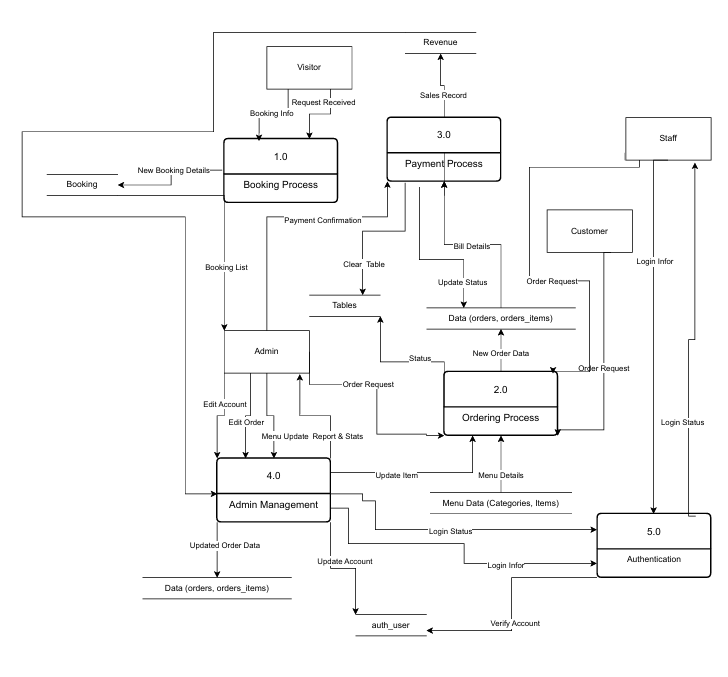 Revenue
Visitor
Sales Record
Request Received
Booking Info
3.0
Staff
1.0
Payment Process
New Booking Details
Booking
Booking Process
Payment Confirmation
Customer
Bill Details
Login Infor
Booking List
Clear Table
Update Status
Order Request
Tables
Data (orders, orders_items)
Admin
New Order Data
Status
Order Request
Order Request
2.0
Edit Account
Ordering Process
Edit Order
Login Status
Menu Update
Report & Stats
4.0
Update Item
Menu Details
Admin Management
Menu Data (Categories, Items)
Login Status
5.0
Updated Order Data
Authentication
Update Account
Login Infor
Data (orders, orders_items)
auth_user
Verify Account